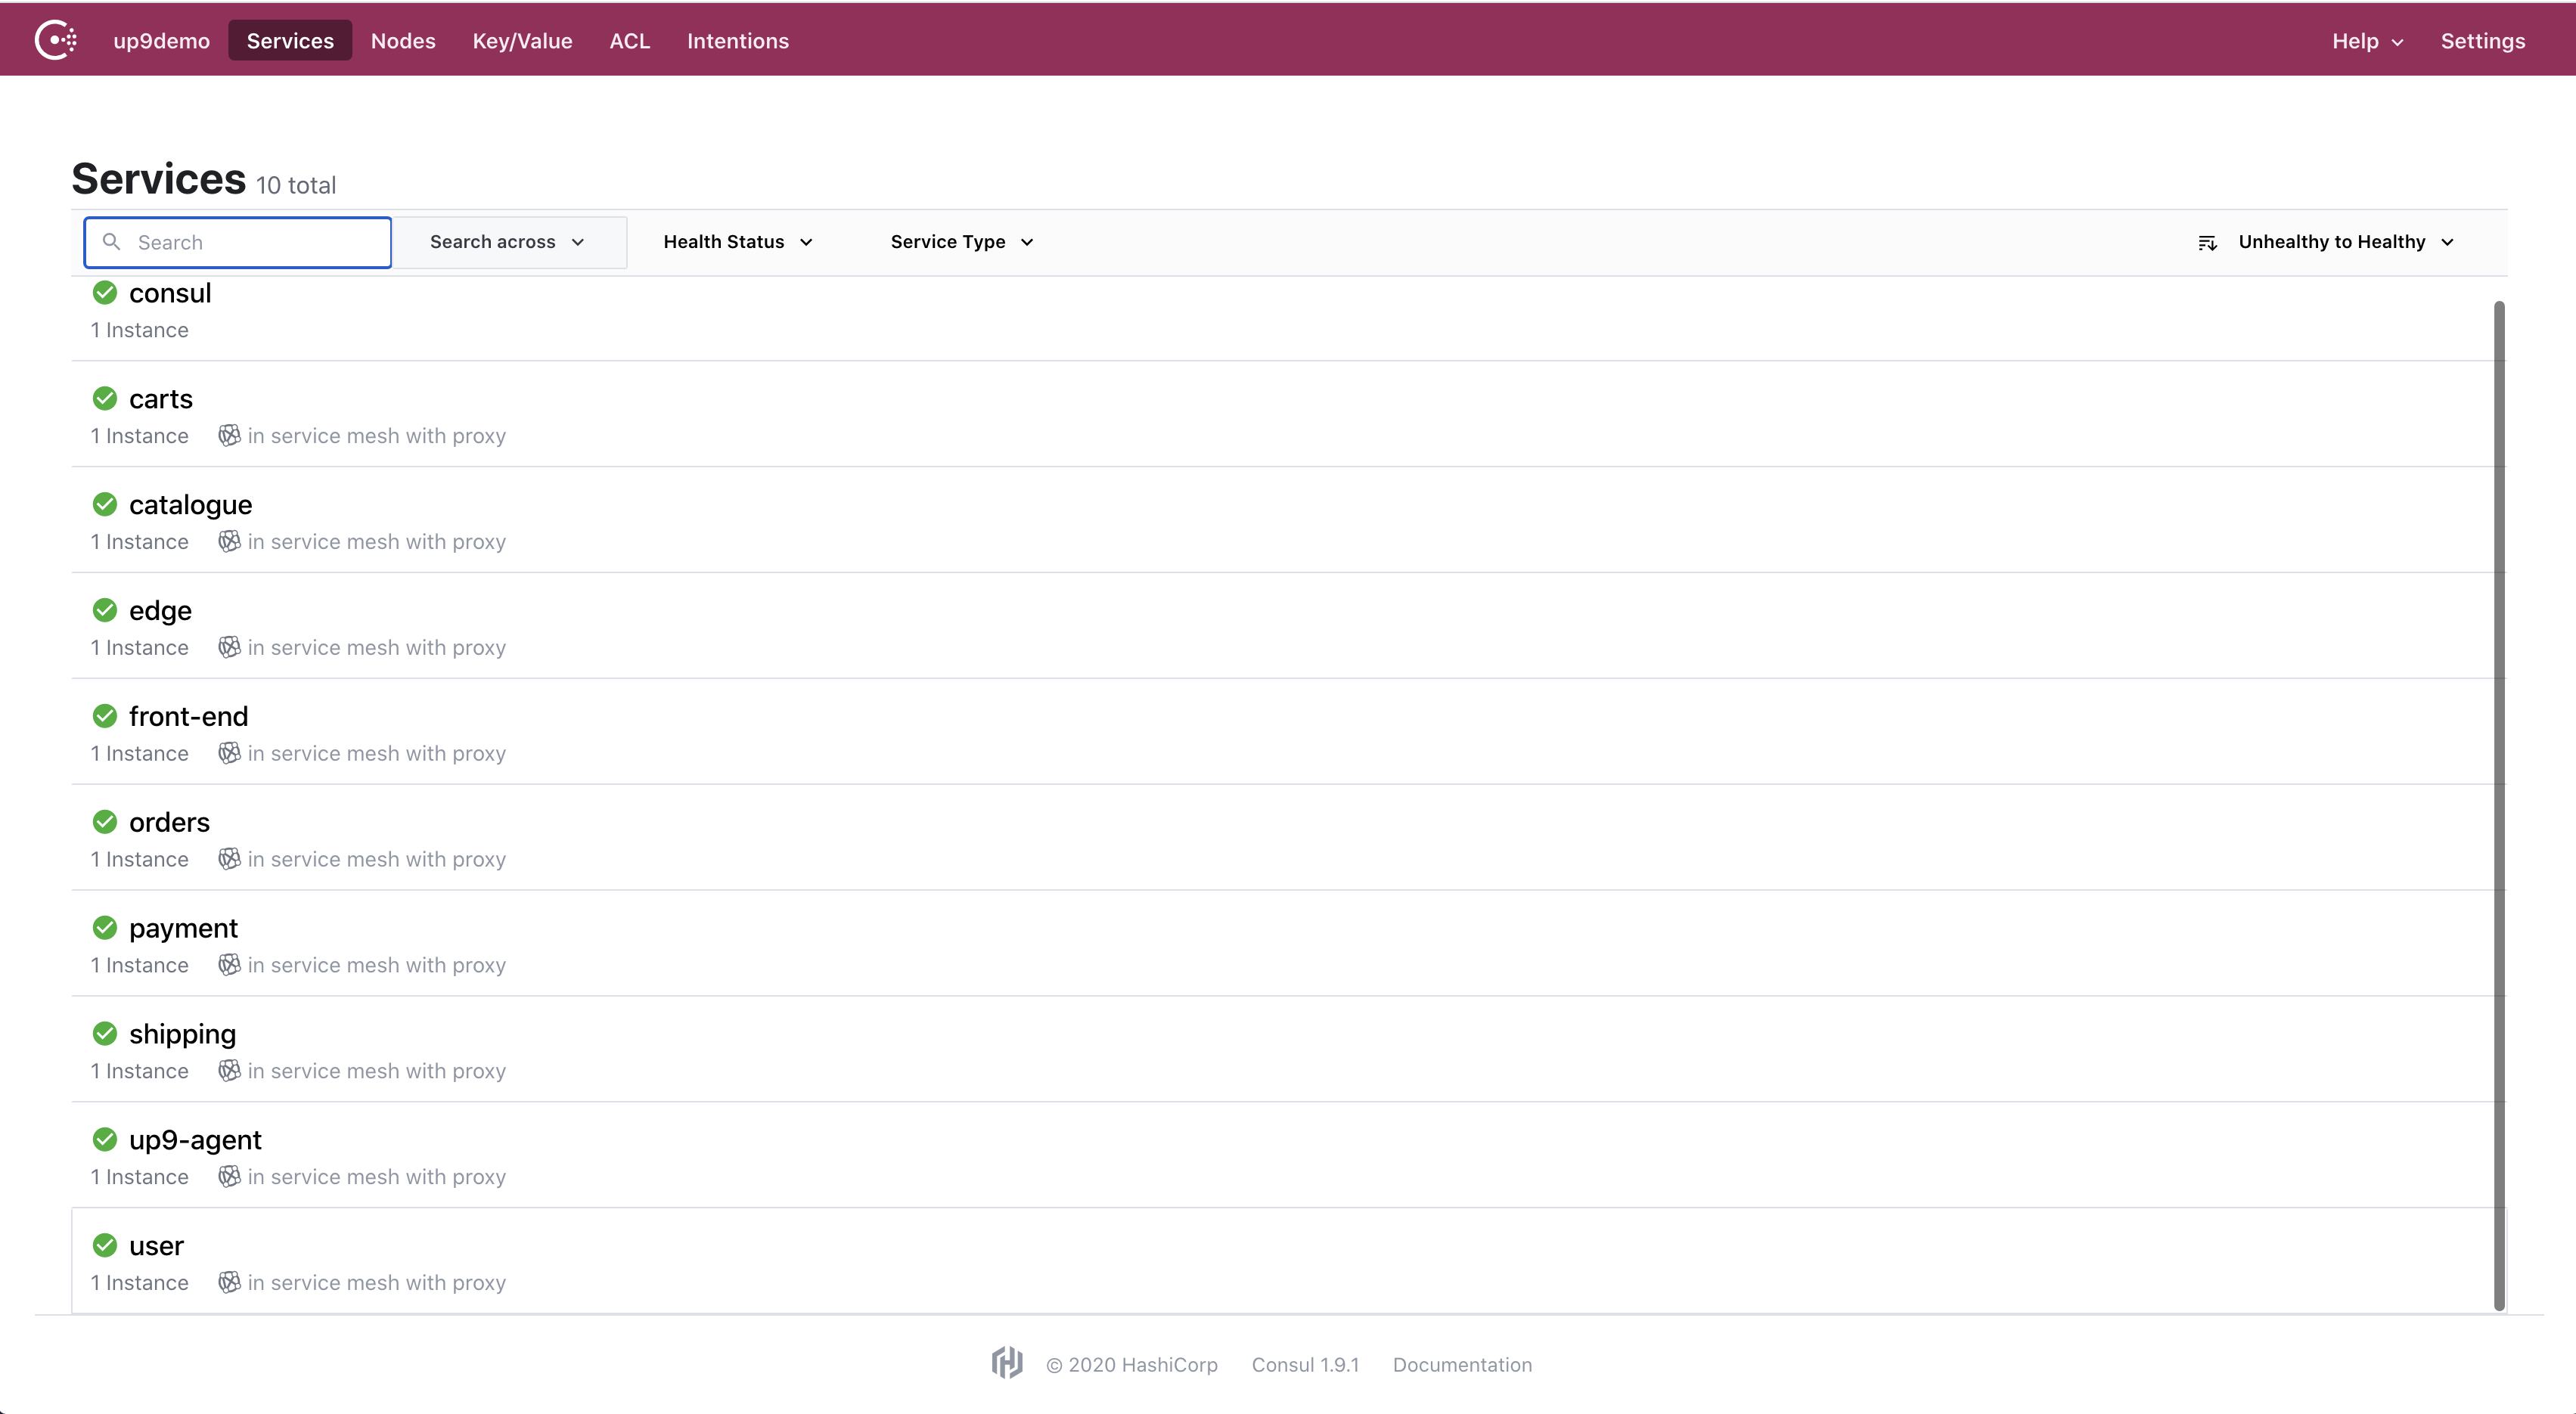 up9demo Services Nodes Key/Value ACL Intentions Help Settings
Services 10 total
Search Search across Health Status Service Type Unhealthy to Healthy
consul
1 Instance
carts
1 Instance in service mesh with proxy
catalogue
1 Instance in service mesh with proxy
edge
1 Instance in service mesh with proxy
front-end
1 Instance in service mesh with proxy
orders
1 Instance in service mesh with proxy
payment
1 Instance in service mesh with proxy
shipping
1 Instance in service mesh with proxy
up9-agent
1 Instance in service mesh with proxy
user
1 Instance in service mesh with proxy
© 2020 HashiCorp Consul 1.9.1 Documentation